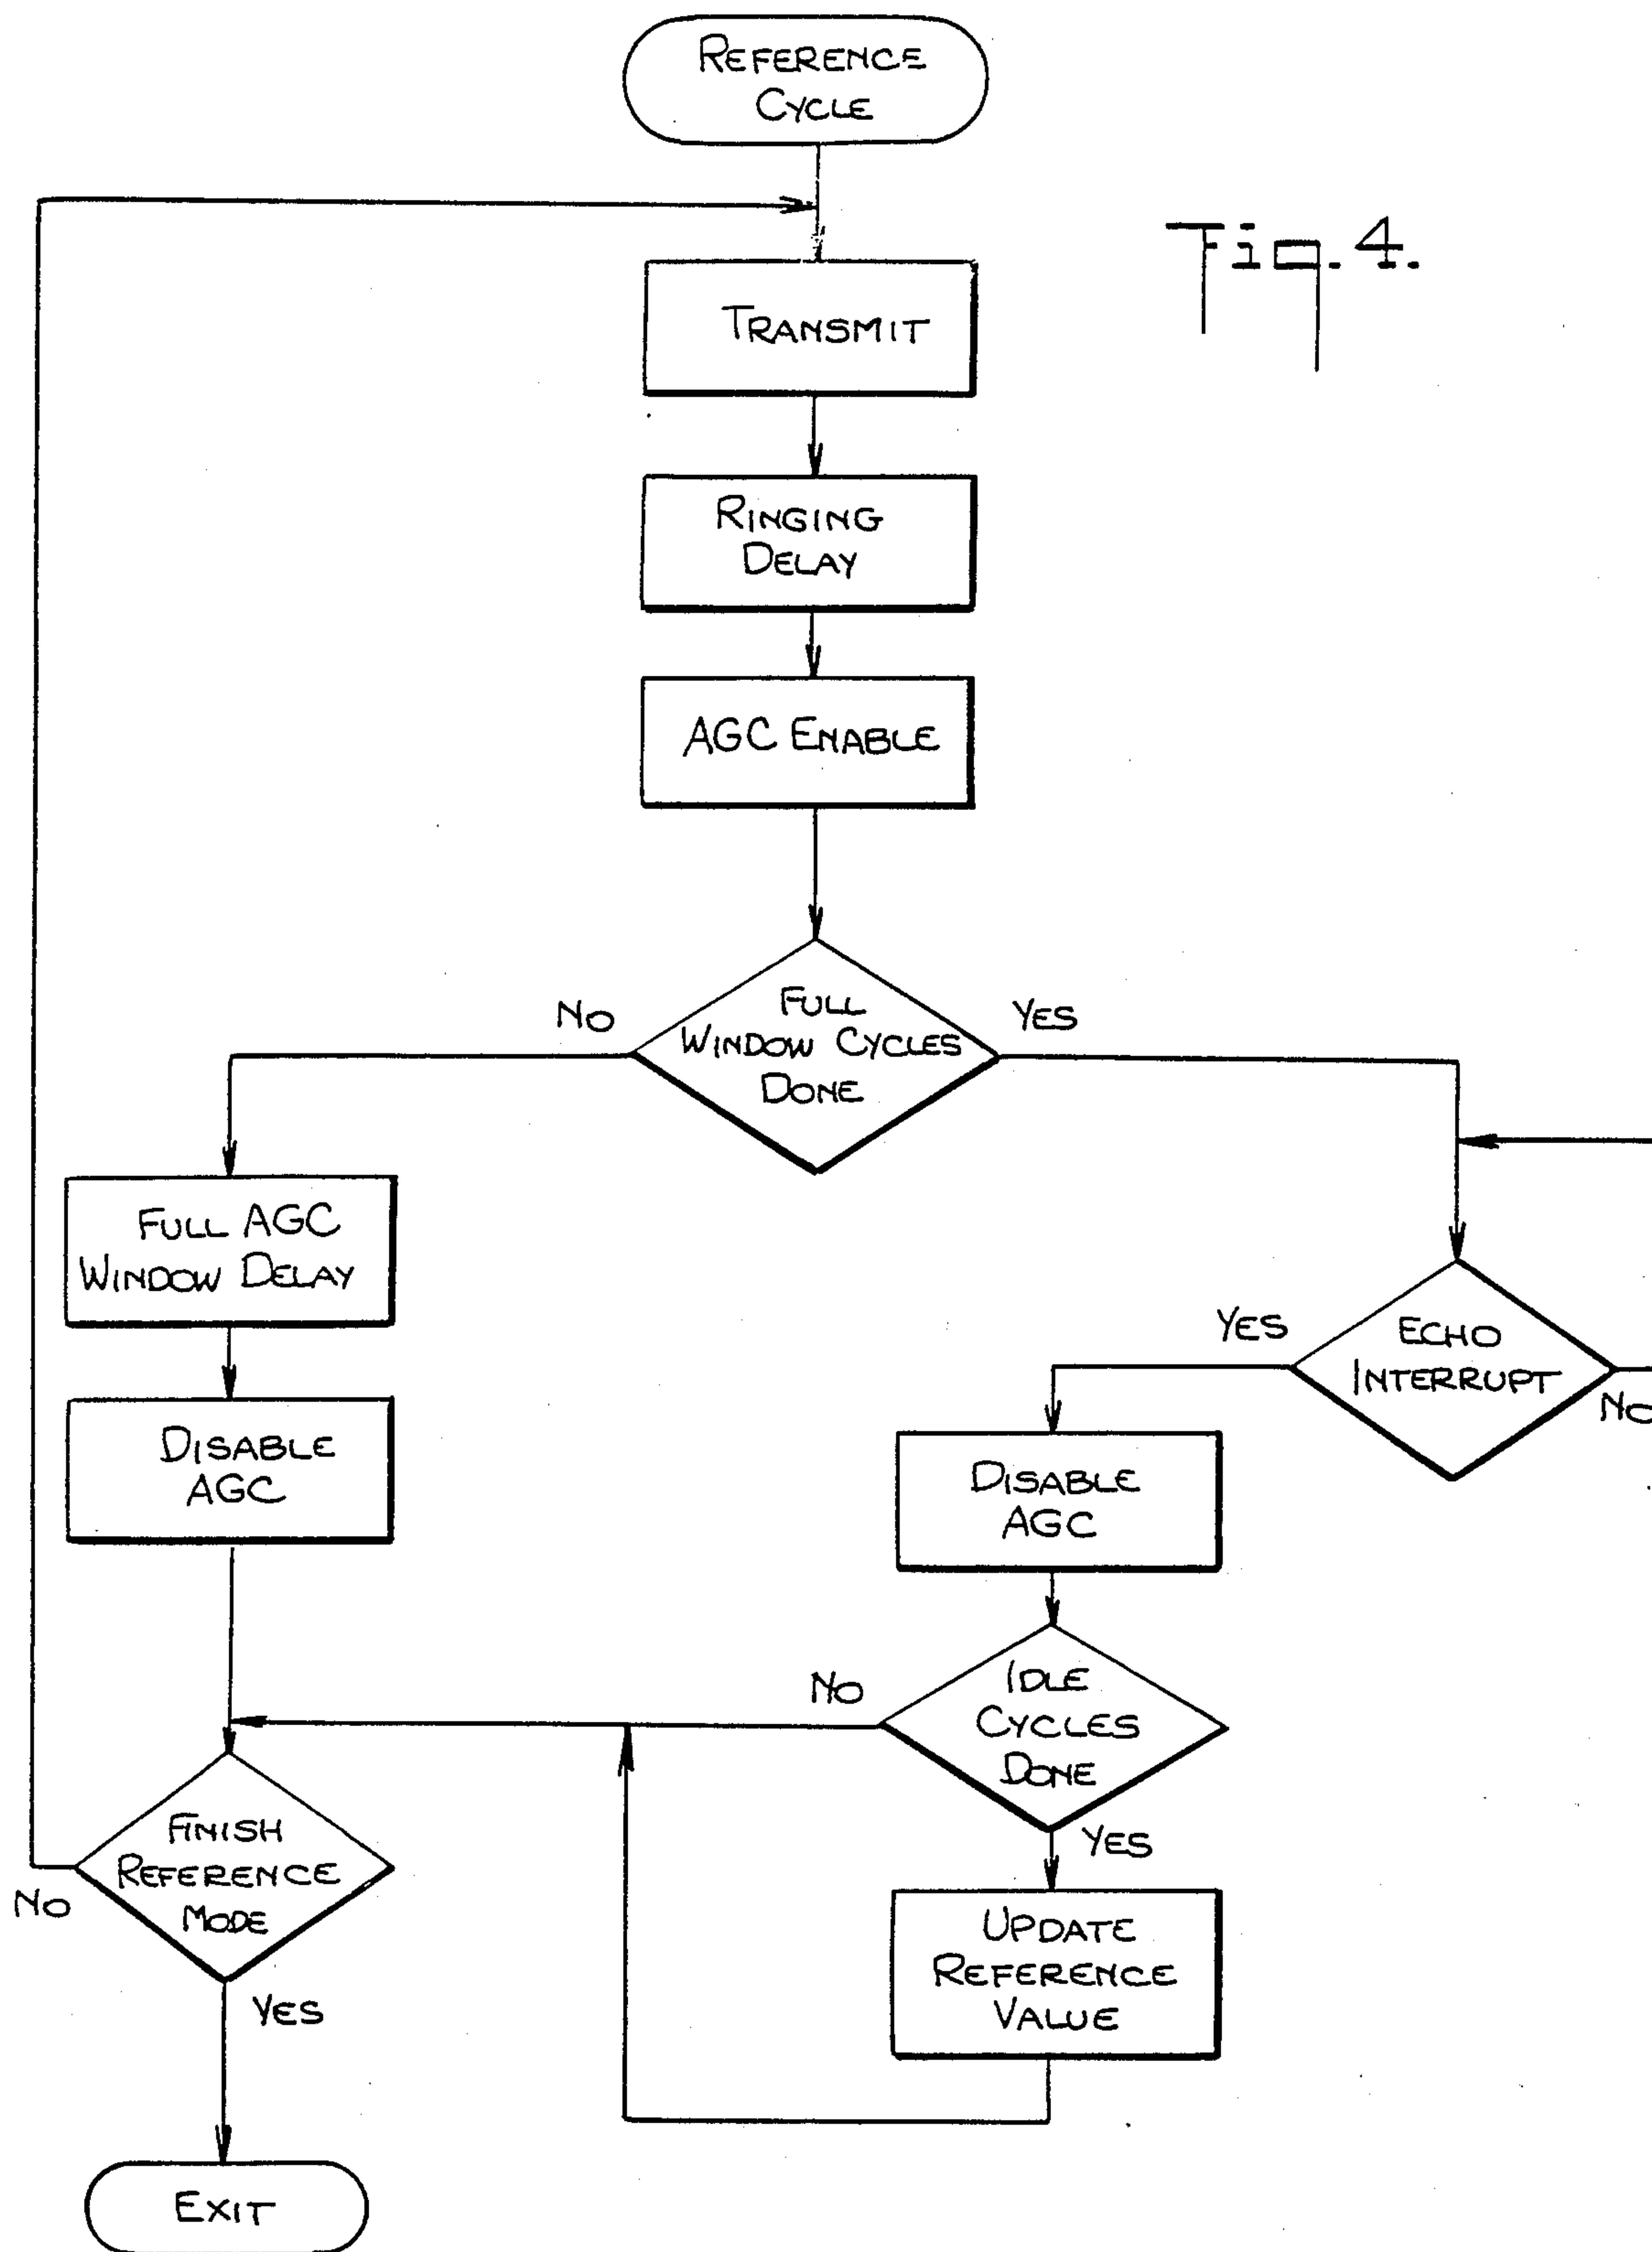 REFERENCE
CYCLE
Fig. 4.
TRANSMIT
RINGING
DELAY
AGC ENABLE
NO
FULL
WINDOW CYCLES
DONE
YES
FULL AGC
WINDOW DELAY
YES
ECHO
INTERRUPT
NO
DISABLE
AGC
DISABLE
AGC
NO
IDLE
CYCLES
DONE
YES
FINISH
REFERENCE
MODE
NO
YES
UPDATE
REFERENCE
VALUE
EXIT